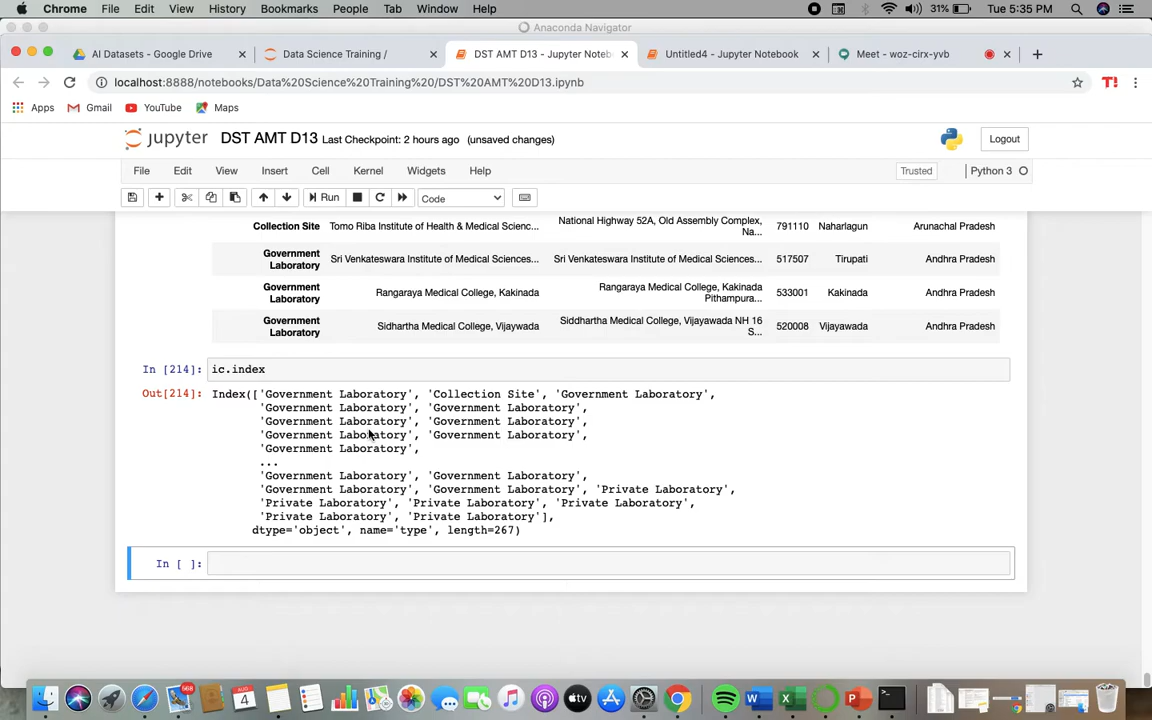 Chrome File Edit View History Bookmarks People Tab Window Help 31% Tue 5:35 PM
Anaconda Navigator
AI Datasets - Google Drive Data Science Training / DST AMT D13 - Jupyter Noteb Untitled4 - Jupyter Notebook Meet - woz-cirx-yvb
localhost:8888/notebooks/Data%20Science%20Training%20/DST%20AMT%20D13.ipynb T!
Apps Gmail YouTube Maps
jupyter DST AMT D13 Last Checkpoint: 2 hours ago (unsaved changes) Logout
File Edit View Insert Cell Kernel Widgets Help Trusted Python 3
Run Code
Collection Site Tomo Riba Institute of Health & Medical Scienc... National Highway 52A, Old Assembly Complex, Na... 791110 Naharlagun Arunachal Pradesh
Government Laboratory Sri Venkateswara Institute of Medical Sciences... Sri Venkateswara Institute of Medical Sciences... 517507 Tirupati Andhra Pradesh
Government Laboratory Rangaraya Medical College, Kakinada Rangaraya Medical College, Kakinada Pithampura... 533001 Kakinada Andhra Pradesh
Government Laboratory Sidhartha Medical College, Vijaywada Siddhartha Medical College, Vijayawada NH 16 S... 520008 Vijayawada Andhra Pradesh
In [214]: ic.index
Out[214]: Index(['Government Laboratory', 'Collection Site', 'Government Laboratory',
'Government Laboratory', 'Government Laboratory',
'Government Laboratory', 'Government Laboratory',
'Government Laboratory', 'Government Laboratory',
'Government Laboratory',
...
'Government Laboratory', 'Government Laboratory',
'Government Laboratory', 'Government Laboratory', 'Private Laboratory',
'Private Laboratory', 'Private Laboratory', 'Private Laboratory',
'Private Laboratory', 'Private Laboratory'],
dtype='object', name='type', length=267)
In [ ]:
568
AUG
4
tv